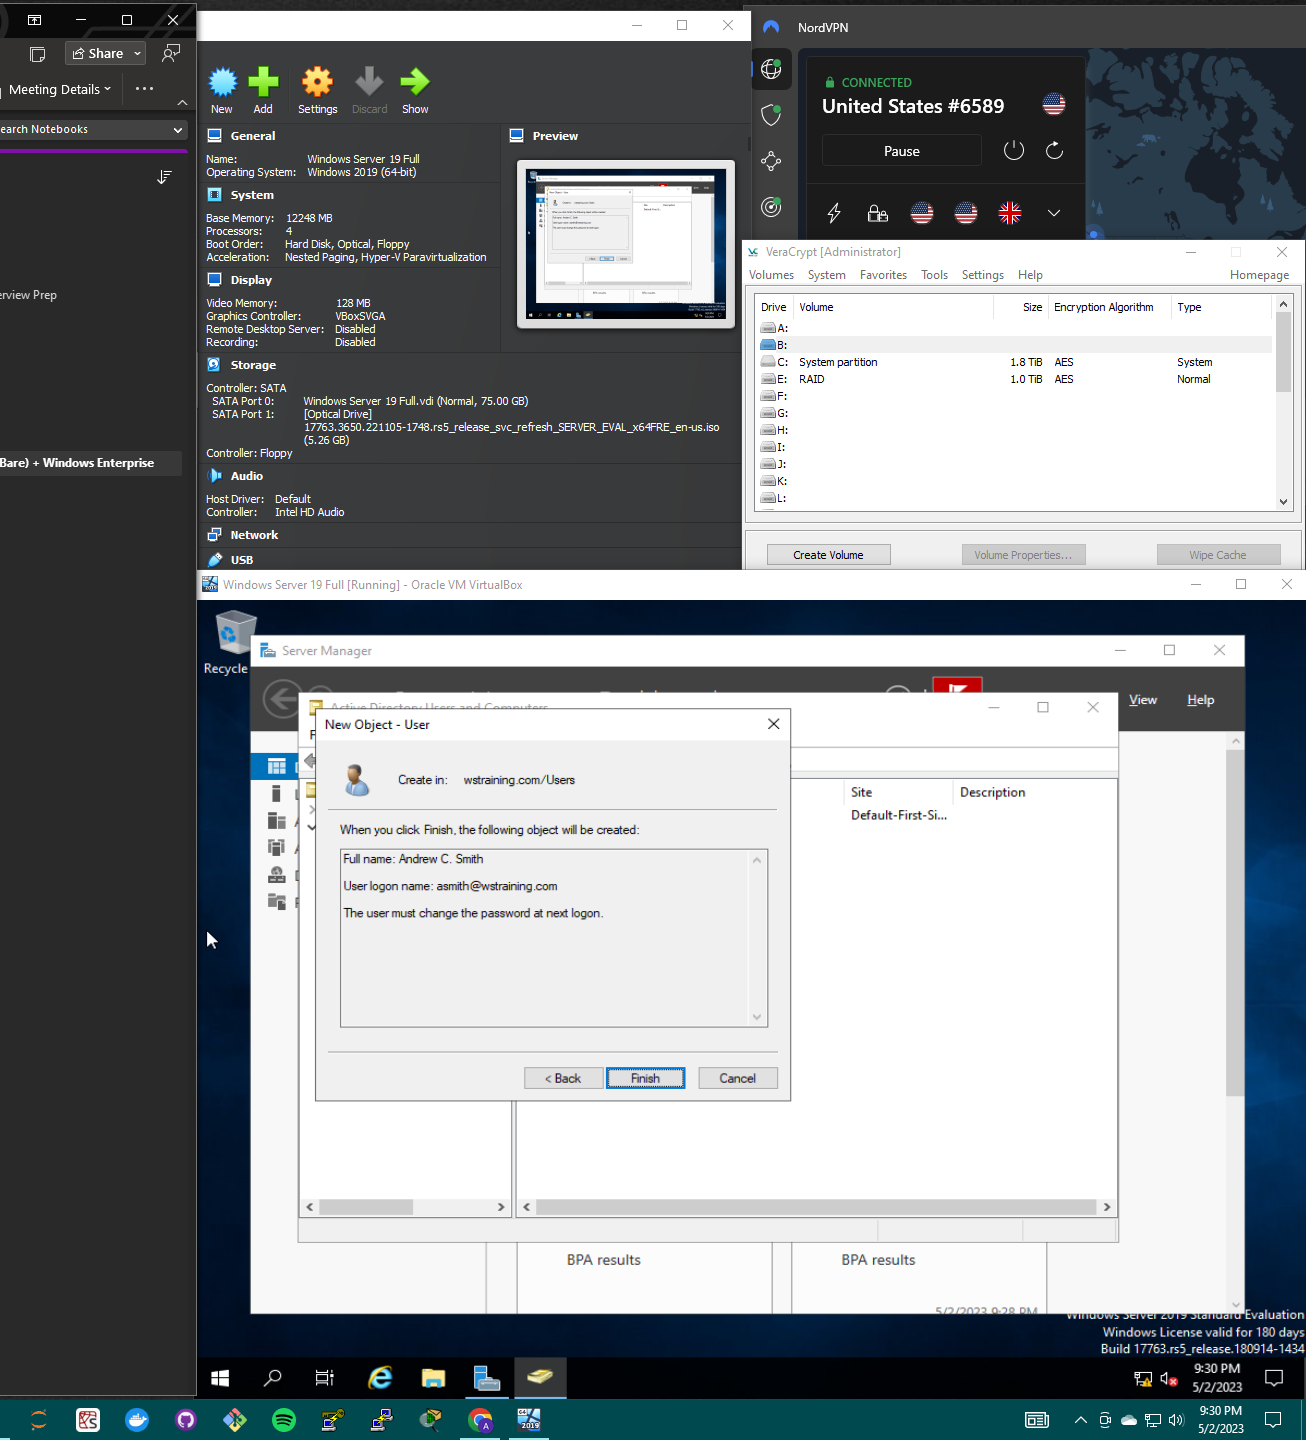 Share
Meeting Details
earch Notebooks
erview Prep
Bare) + Windows Enterprise
New
Add
Settings
Discard
Show
General
Name: Windows Server 19 Full
Operating System: Windows 2019 (64-bit)
System
Base Memory: 12248 MB
Processors: 4
Boot Order: Hard Disk, Optical, Floppy
Acceleration: Nested Paging, Hyper-V Paravirtualization
Display
Video Memory: 128 MB
Graphics Controller: VBoxSVGA
Remote Desktop Server: Disabled
Recording: Disabled
Storage
Controller: SATA
SATA Port 0: Windows Server 19 Full.vdi (Normal, 75.00 GB)
SATA Port 1: [Optical Drive]
17763.3650.221105-1748.rs5_release_svc_refresh_SERVER_EVAL_x64FRE_en-us.iso
(5.26 GB)
Controller: Floppy
Audio
Host Driver: Default
Controller: Intel HD Audio
Network
USB
Preview
NordVPN
CONNECTED
United States #6589
Pause
VeraCrypt [Administrator]
Volumes System Favorites Tools Settings Help Homepage
Drive Volume Size Encryption Algorithm Type
A:
B:
C: System partition 1.8 TiB AES System
E: RAID 1.0 TiB AES Normal
F:
G:
H:
I:
J:
K:
L:
Create Volume
Volume Properties...
Wipe Cache
Windows Server 19 Full [Running] - Oracle VM VirtualBox
Recycle
Server Manager
View Help
Active Directory Users and Computers
New Object - User
Create in: wstraining.com/Users
When you click Finish, the following object will be created:
Full name: Andrew C. Smith
User logon name: asmith@wstraining.com
The user must change the password at next logon.
< Back
Finish
Cancel
Site Description
Default-First-Si...
BPA results
BPA results
5/2/2023 9:28 PM
Windows Server 2019 Standard Evaluation
Windows License valid for 180 days
Build 17763.rs5_release.180914-1434
9:30 PM
5/2/2023
9:30 PM
5/2/2023